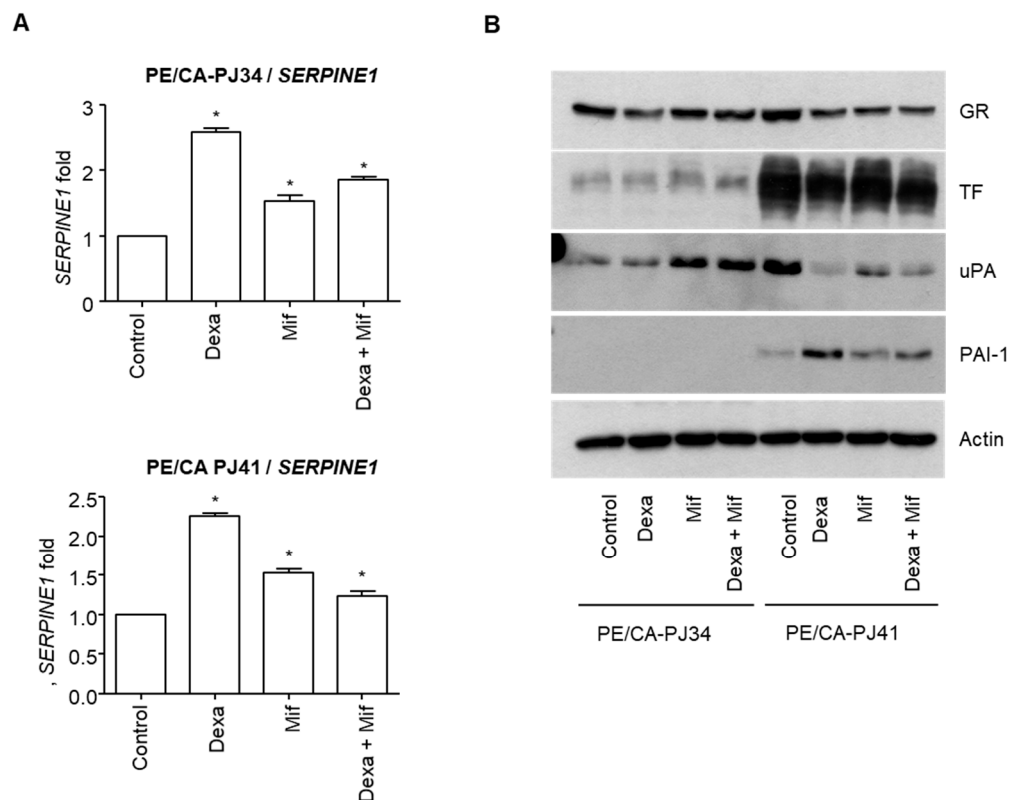 A
PE/CA-PJ34 / SERPINE1
SERPINE1 fold
3
2
1
0
*
*
*
Control
Dexa
Mif
Dexa + Mif
PE/CA PJ41 / SERPINE1
, SERPINE1 fold
2.5
2.0
1.5
1.0
0.5
0.0
*
*
*
Control
Dexa
Mif
Dexa + Mif
B
GR
TF
uPA
PAI-1
Actin
Control
Dexa
Mif
Dexa + Mif
Control
Dexa
Mif
Dexa + Mif
PE/CA-PJ34
PE/CA-PJ41